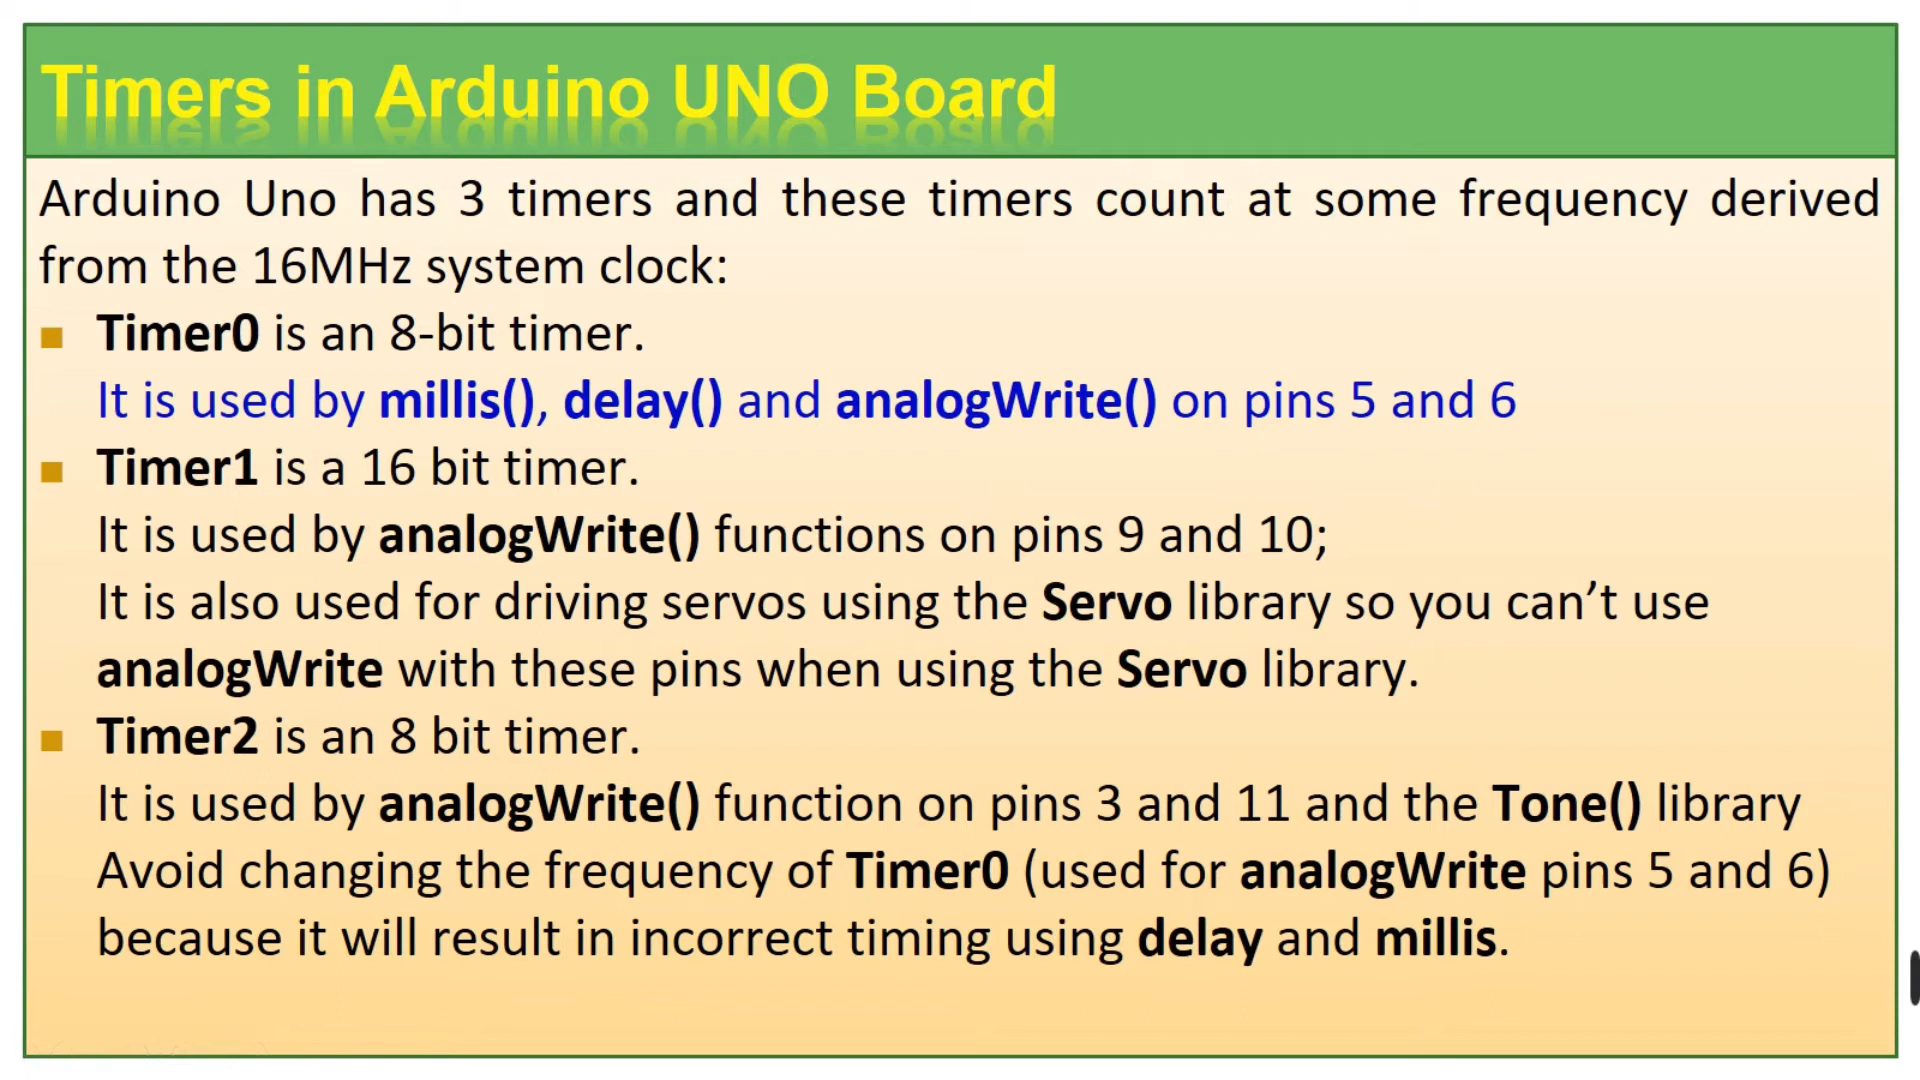 Timers in Arduino UNO Board
Arduino Uno has 3 timers and these timers count at some frequency derived
from the 16MHz system clock:
Timer0 is an 8-bit timer.
It is used by millis(), delay() and analogWrite() on pins 5 and 6
Timer1 is a 16 bit timer.
It is used by analogWrite() functions on pins 9 and 10;
It is also used for driving servos using the Servo library so you can’t use
analogWrite with these pins when using the Servo library.
Timer2 is an 8 bit timer.
It is used by analogWrite() function on pins 3 and 11 and the Tone() library
Avoid changing the frequency of Timer0 (used for analogWrite pins 5 and 6)
because it will result in incorrect timing using delay and millis.